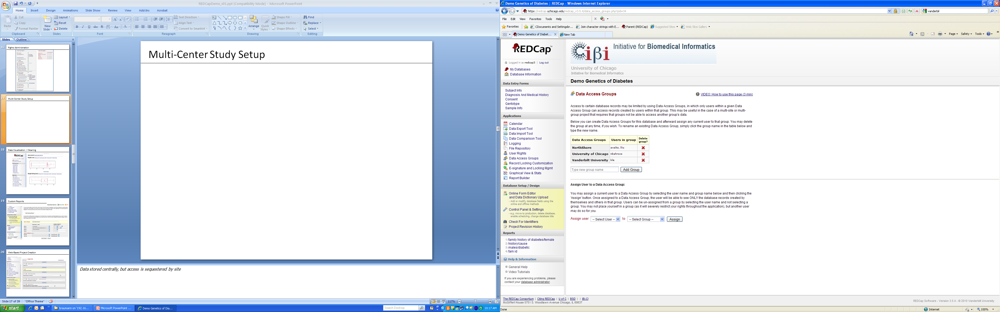 REDCapDemo_v01.ppt [Compatibility Mode] - Microsoft PowerPoint
Home Insert Design Animations Slide Show Review View Add-Ins Acrobat
Paste
Cut
Copy
Format Painter
Clipboard
New Slide
Layout
Reset
Delete
Slides
Font
Text Direction
Align Text
Convert to SmartArt
Paragraph
Arrange
Quick Styles
Shape Fill
Shape Outline
Shape Effects
Drawing
Find
Replace
Select
Editing
Slides Outline
16 Rights Administration
17 Multi-Center Study Setup
18 Data Visualization / Cleaning
19 Custom Reports
20 Web-Based Project Creation
Multi-Center Study Setup
Data stored centrally, but access is sequestered by site
Slide 17 of 39 "Office Theme" 117%
start braumann on '192.16... Microsoft PowerPoint ... Demo Genetics of Dia... Search Desktop 10:17 AM
Demo Genetics of Diabetes | REDCap - Windows Internet Explorer
https://redcap.uchicago.edu/redcap_v3.5.4/data_access_groups.php?pid=34 vanderbil
File Edit View Favorites Tools Help
Favorites CDocuments and Settingsbr... Join character strings with E... Parent (REDCap) Suggested Sites Web Slice Gallery
Demo Genetics of Diabet... New Tab Page Safety Tools
REDCap
Logged in as redcap3 | Log out
My Databases
Database Information
Data Entry Forms
Subject Info
Diagnosis And Medical History
Consent
Genotype
Sample Info
Applications
Calendar
Data Export Tool
Data Import Tool
Data Comparison Tool
Logging
File Repository
User Rights
Data Access Groups
Record Locking Customization
E-signature and Locking Mgmt
Graphical View & Stats
Report Builder
Database Setup / Design
Online Form Editor
and Data Dictionary Upload
- Add or modify database fields using the
online and offline methods
Control Panel & Settings
- e.g. move to production, delete database,
enable scheduling, change database title
Check For Identifiers
Project Revision History
Reports
1) family history of diabetes/female
2) history/cause
3) males/diabetic
4) fam id
Help & Information
General Help
Video Tutorials
If you are experiencing problems, please
contact your database administrator.
Ciβi Initiative for Biomedical Informatics
University of Chicago
Initiative for Biomedical Informatics
Demo Genetics of Diabetes
Data Access Groups VIDEO: How to use this page (3 min)
Access to certain database records may be limited by using Data Access Groups, in which only users within a given Data
Access Group can access records created by users within that group. This may be useful in the case of a multi-site or multi-
group project that requires that groups not be able to access another group's data.
Below you can create Data Access Groups for this database and afterward assign any current user to that group. You may delete
the group at any time, if you wish. To rename an existing Data Access Group, simply click the group name in the table below and
type the new name.
Data Access Groups Users in group Delete group?
NorthShore awalts, lliu
University of Chicago nbahroos
Vanderbilt University kle
Type new group name Add Group
Assign User to a Data Access Group:
You may assign a current user to a Data Access Group by selecting the user name and group name below and then clicking the
'Assign' button. Once assigned to a Data Access Group, the user will be able to see ONLY the database records created by
themselves and others in that group. Users can be un-assigned from a group by selecting the user name and not selecting a
group. You may not place yourself in a group (as it will severely restrict your rights throughout the application), but another user
may do so for you.
Assign user -- Select User -- to -- Select Group -- Assign
The REDCap Consortium | Citing REDCap | U of C | BSD | | iBi-CI
McGiffert House 5751 S. Woodlawn Avenue Chicago, IL 60637
REDCap Software - Version 3.5.4 - © 2010 Vanderbilt University
Done Internet 100%